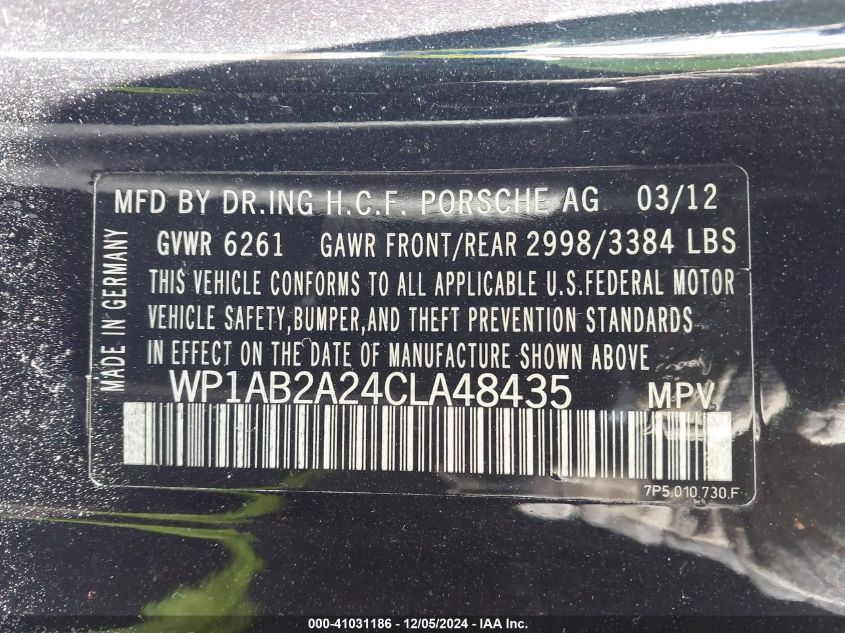 MFD BY DR.ING H.C.F. PORSCHE AG 03/12
GVWR 6261 GAWR FRONT/REAR 2998/3384 LBS
THIS VEHICLE CONFORMS TO ALL APPLICABLE U.S.FEDERAL MOTOR
VEHICLE SAFETY,BUMPER,AND THEFT PREVENTION STANDARDS
IN EFFECT ON THE DATE OF MANUFACTURE SHOWN ABOVE
MADE IN GERMANY
WP1AB2A24CLA48435 MPV
7P5.010.730.F
000-41031186 - 12/05/2024 - IAA Inc.